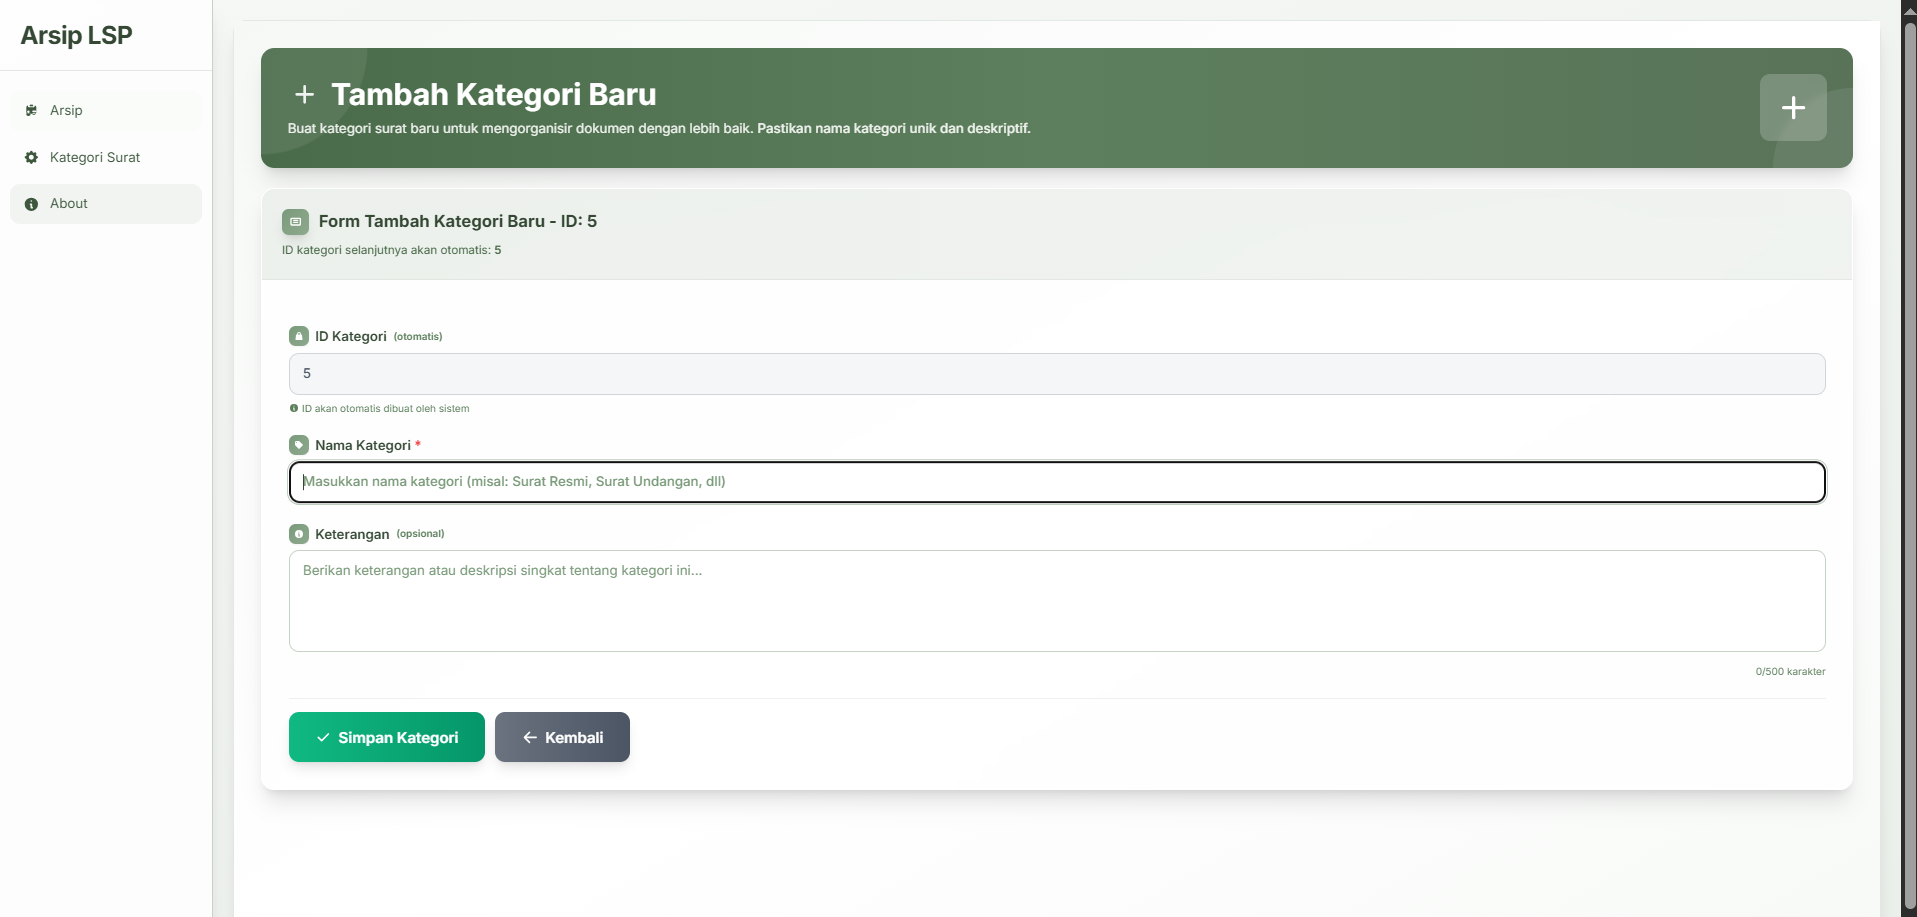 Arsip LSP
Arsip
Kategori Surat
About
Tambah Kategori Baru
Buat kategori surat baru untuk mengorganisir dokumen dengan lebih baik. Pastikan nama kategori unik dan deskriptif.
Form Tambah Kategori Baru - ID: 5
ID kategori selanjutnya akan otomatis: 5
ID Kategori (otomatis)
5
ID akan otomatis dibuat oleh sistem
Nama Kategori *
Masukkan nama kategori (misal: Surat Resmi, Surat Undangan, dll)
Keterangan (opsional)
Berikan keterangan atau deskripsi singkat tentang kategori ini...
0/500 karakter
Simpan Kategori
Kembali